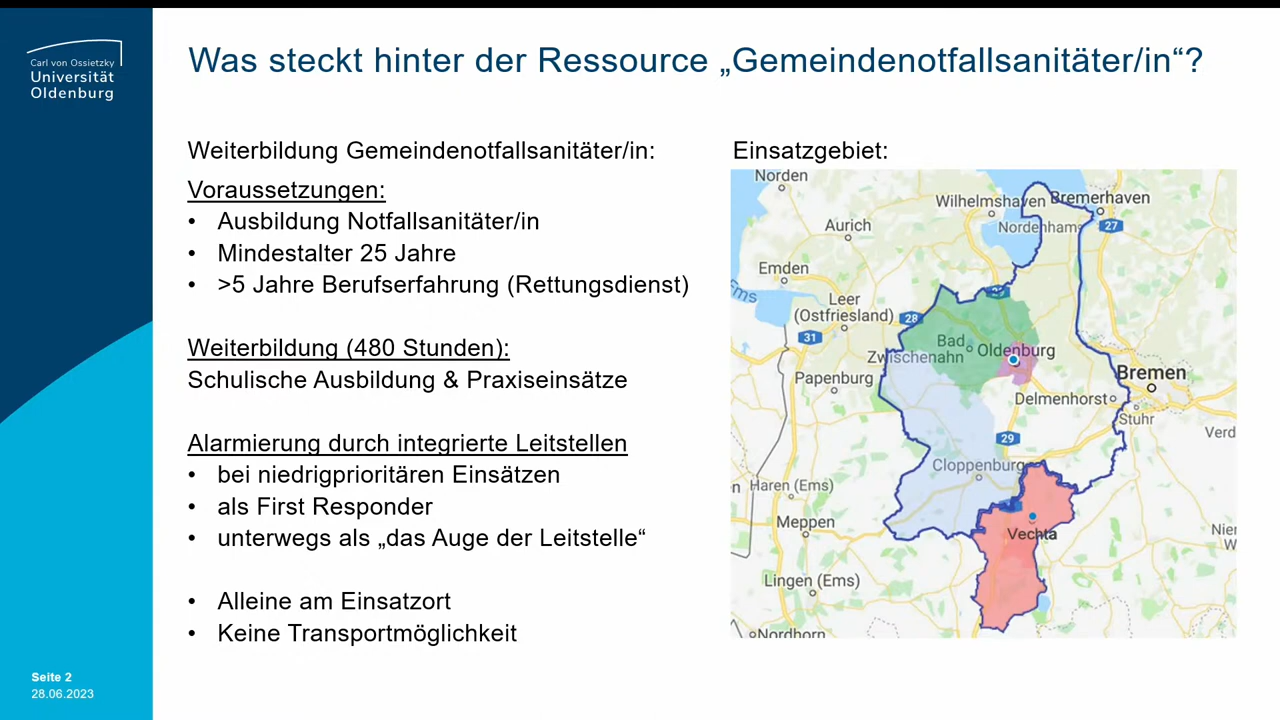 Carl von Ossietzky
Universität
Oldenburg
Was steckt hinter der Ressource „Gemeindenotfallsanitäter/in“?
Weiterbildung Gemeindenotfallsanitäter/in:
Voraussetzungen:
• Ausbildung Notfallsanitäter/in
• Mindestalter 25 Jahre
• >5 Jahre Berufserfahrung (Rettungsdienst)
Weiterbildung (480 Stunden):
Schulische Ausbildung & Praxiseinsätze
Alarmierung durch integrierte Leitstellen
• bei niedrigprioritären Einsätzen
• als First Responder
• unterwegs als „das Auge der Leitstelle“
• Alleine am Einsatzort
• Keine Transportmöglichkeit
Einsatzgebiet:
Norden
Wilhelmshaven
Bremerhaven
Aurich
Nordenham
27
Emden
Ems
Leer
(Ostfriesland)
28
31
Bad
Zwischenahn
Oldenburg
Papenburg
Bremen
Delmenhorst
Stuhr
Verd
29
Cloppenburg
Haren (Ems)
Meppen
Vechta
Nier
W
Lingen (Ems)
Nordhorn
Seite 2
28.06.2023